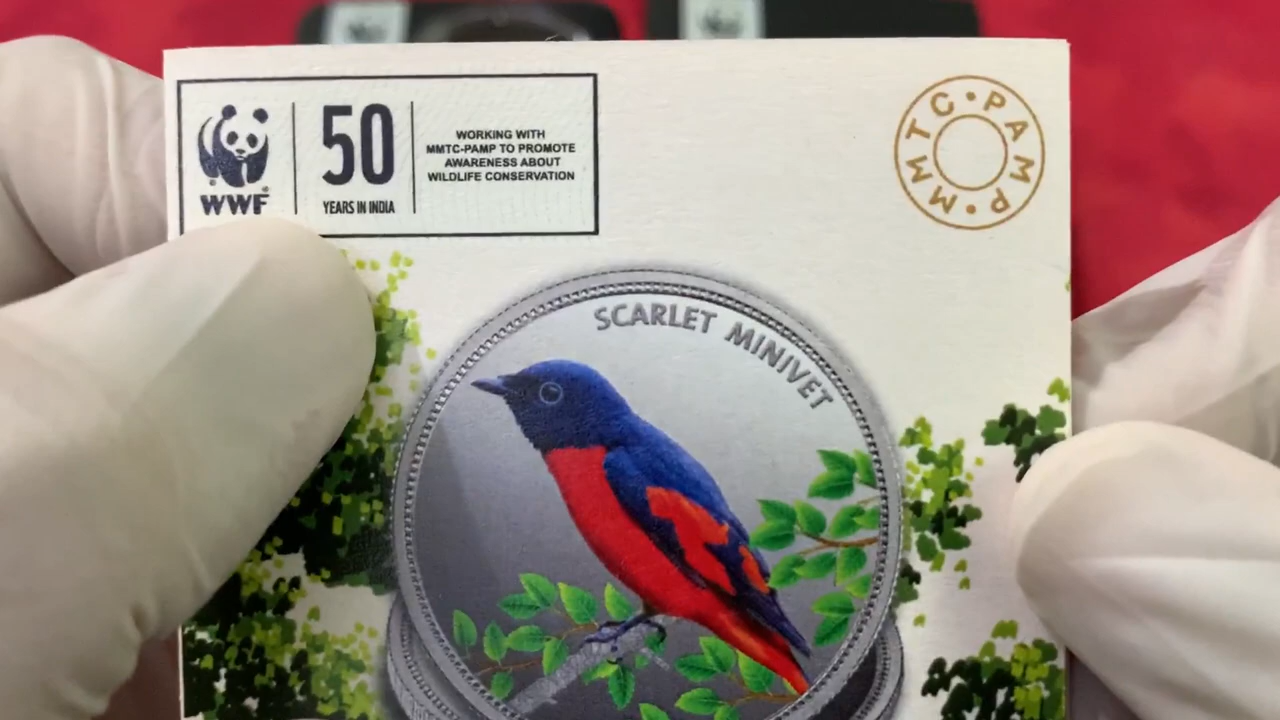 WWF
50
YEARS IN INDIA
WORKING WITH
MMTC-PAMP TO PROMOTE
AWARENESS ABOUT
WILDLIFE CONSERVATION
MMTC·PAMP·
SCARLET MINIVET